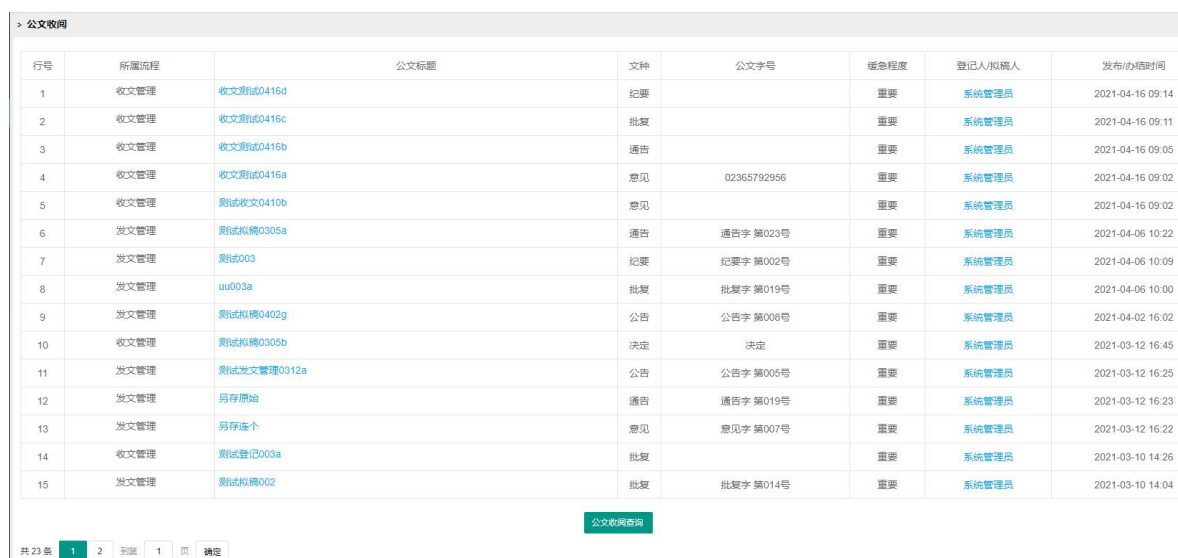 > 公文收阅
行号 所属流程 公文标题 文种 公文字号 缓急程度 登记人/拟稿人 发布/办结时间
1 收文管理 收文测试0416d 纪要 重要 系统管理员 2021-04-16 09:14
2 收文管理 收文测试0416c 批复 重要 系统管理员 2021-04-16 09:11
3 收文管理 收文测试0416b 通告 重要 系统管理员 2021-04-16 09:05
4 收文管理 收文测试0416a 意见 02365792956 重要 系统管理员 2021-04-16 09:02
5 收文管理 测试收文0410b 意见 重要 系统管理员 2021-04-16 09:02
6 发文管理 测试拟稿0305a 通告 通告字 第023号 重要 系统管理员 2021-04-06 10:22
7 发文管理 测试003 纪要 纪要字 第002号 重要 系统管理员 2021-04-06 10:09
8 发文管理 uu003a 批复 批复字 第019号 重要 系统管理员 2021-04-06 10:00
9 发文管理 测试拟稿0402g 公告 公告字 第008号 重要 系统管理员 2021-04-02 16:02
10 收文管理 测试拟稿0305b 决定 决定 重要 系统管理员 2021-03-12 16:45
11 发文管理 测试发文管理0312a 公告 公告字 第005号 重要 系统管理员 2021-03-12 16:25
12 发文管理 另存原始 通告 通告字 第019号 重要 系统管理员 2021-03-12 16:23
13 发文管理 另存连个 意见 意见字 第007号 重要 系统管理员 2021-03-12 16:22
14 收文管理 测试登记003a 批复 重要 系统管理员 2021-03-10 14:26
15 发文管理 测试拟稿002 批复 批复字 第014号 重要 系统管理员 2021-03-10 14:04
公文收阅查询
共 23 条 1 2 到第 1 页 确定